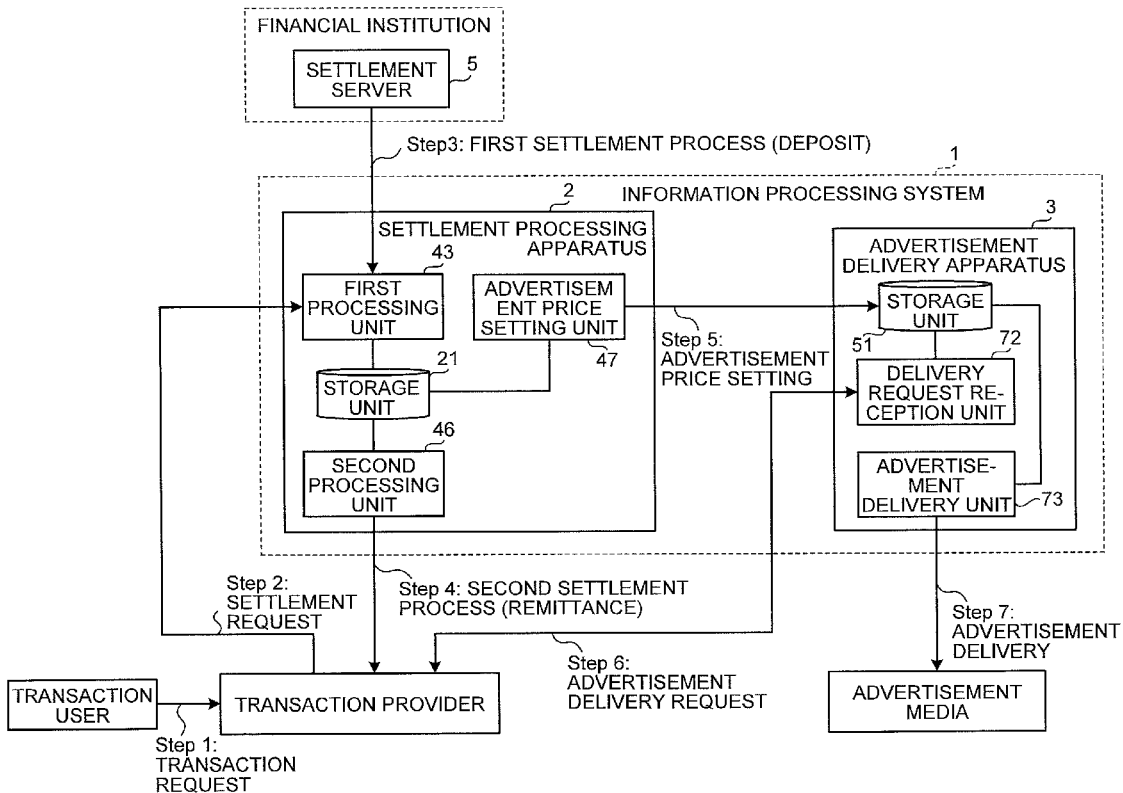 FINANCIAL INSTITUTION
SETTLEMENT
SERVER
5
Step3: FIRST SETTLEMENT PROCESS (DEPOSIT)
1
INFORMATION PROCESSING SYSTEM
2
SETTLEMENT PROCESSING
APPARATUS
43
FIRST
PROCESSING
UNIT
ADVERTISEM
ENT PRICE
SETTING UNIT
47
21
STORAGE
UNIT
46
SECOND
PROCESSING
UNIT
Step 5:
ADVERTISEMENT
PRICE SETTING
3
ADVERTISEMENT
DELIVERY APPARATUS
STORAGE
UNIT
51
72
DELIVERY
REQUEST RE-
CEPTION UNIT
ADVERTISE-
MENT
DELIVERY UNIT
73
Step 2:
SETTLEMENT
REQUEST
Step 4: SECOND SETTLEMENT
PROCESS (REMITTANCE)
Step 6:
ADVERTISEMENT
DELIVERY REQUEST
Step 7:
ADVERTISEMENT
DELIVERY
TRANSACTION
USER
Step 1:
TRANSACTION
REQUEST
TRANSACTION PROVIDER
ADVERTISEMENT
MEDIA